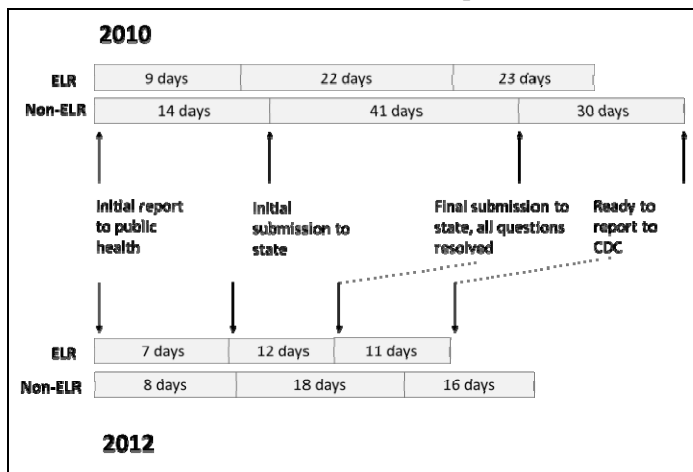 2010
ELR 9 days 22 days 23 days
Non-ELR 14 days 41 days 30 days
Initial report
to public
health
Initial
submission to
state
Final submission to
state, all questions
resolved
Ready to
report to
CDC
ELR 7 days 12 days 11 days
Non-ELR 8 days 18 days 16 days
2012